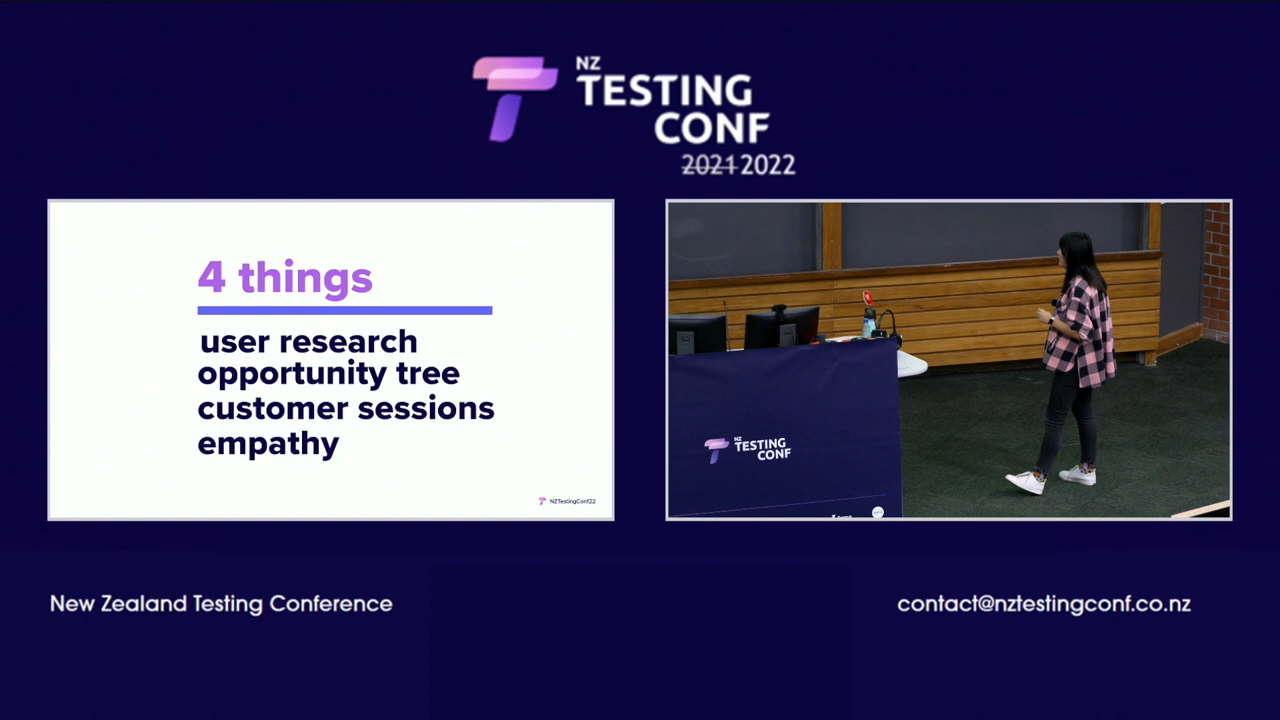 NZ
TESTING
CONF
2021 2022
4 things
user research
opportunity tree
customer sessions
empathy
NZTestingConf22
NZ
TESTING
CONF
New Zealand Testing Conference
contact@nztestingconf.co.nz